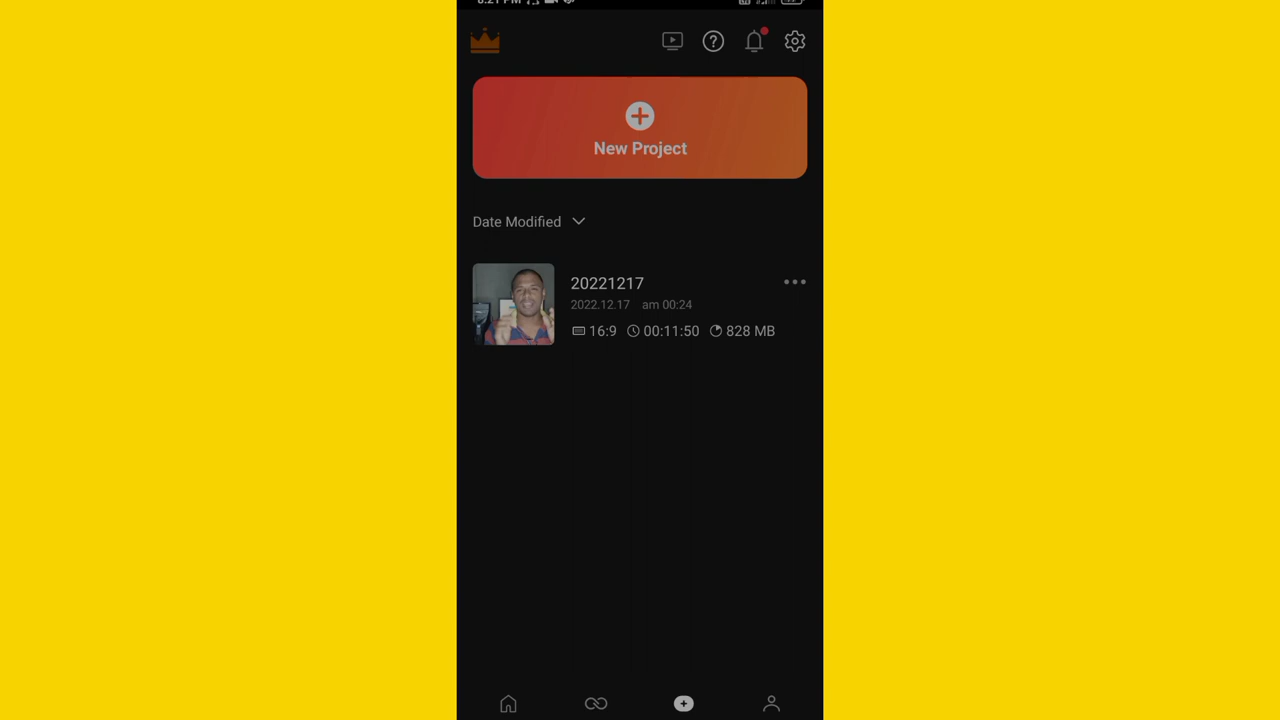 New Project
Date Modified
20221217
2022.12.17 am 00:24
16:9 00:11:50 828 MB